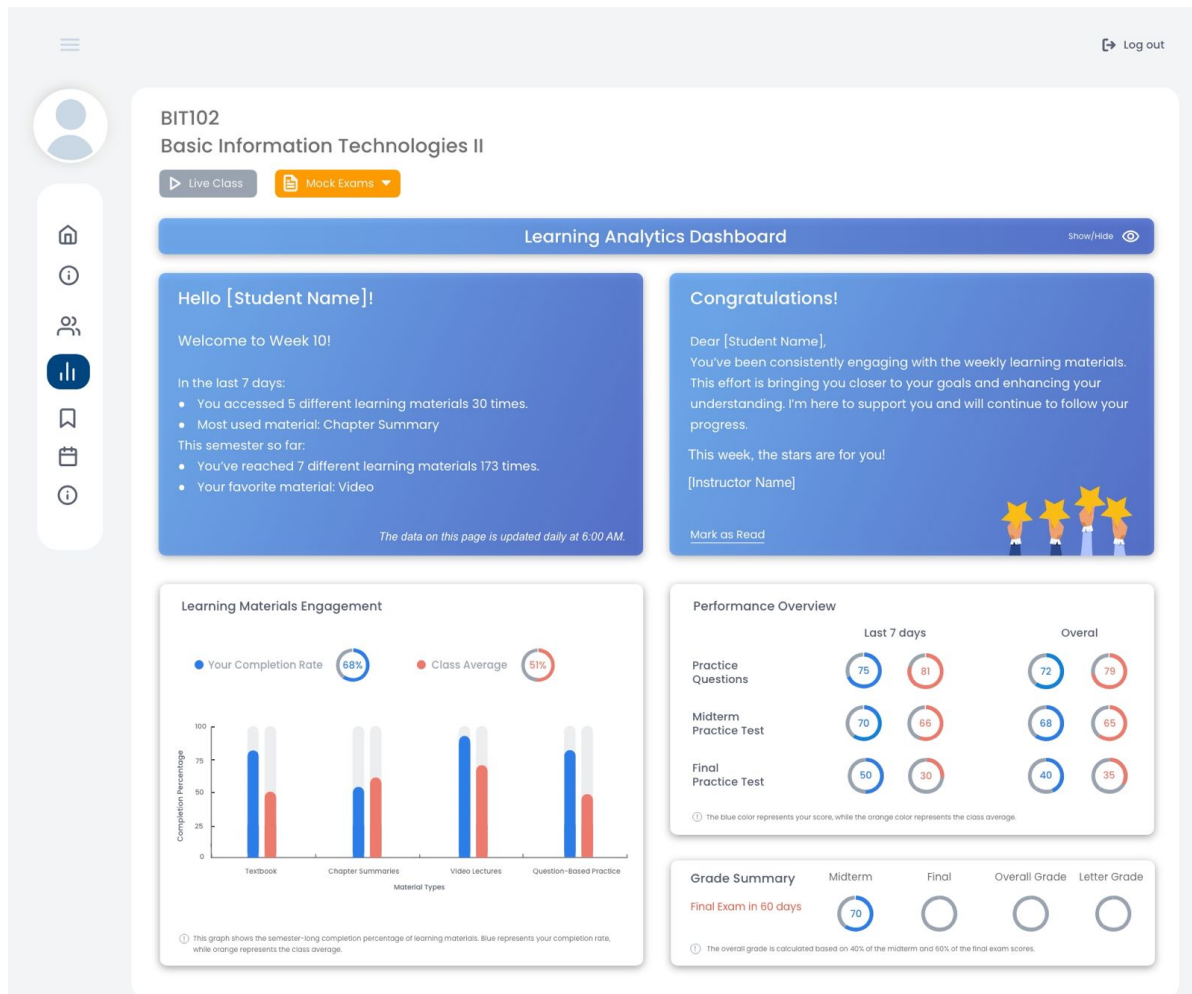 Log out
BIT102
Basic Information Technologies II
Live Class
Mock Exams
Learning Analytics Dashboard
Show/Hide
Hello [Student Name]!
Welcome to Week 10!
In the last 7 days:
• You accessed 5 different learning materials 30 times.
• Most used material: Chapter Summary
This semester so far:
• You've reached 7 different learning materials 173 times.
• Your favorite material: Video
The data on this page is updated daily at 6:00 AM.
Congratulations!
Dear [Student Name],
You've been consistently engaging with the weekly learning materials.
This effort is bringing you closer to your goals and enhancing your
understanding. I'm here to support you and will continue to follow your
progress.
This week, the stars are for you!
[Instructor Name]
Mark as Read
Learning Materials Engagement
Your Completion Rate 68%
Class Average 51%
Completion Percentage
100
75
50
25
0
Textbook
Chapter Summaries
Video Lectures
Question-Based Practice
Material Types
This graph shows the semester-long completion percentage of learning materials. Blue represents your completion rate,
while orange represents the class average.
Performance Overview
Last 7 days
Overal
Practice
Questions
75
81
72
79
Midterm
Practice Test
70
66
68
65
Final
Practice Test
50
30
40
35
The blue color represents your score, while the orange color represents the class average.
Grade Summary
Midterm
Final
Overall Grade
Letter Grade
Final Exam in 60 days
70
The overall grade is calculated based on 40% of the midterm and 60% of the final exam scores.